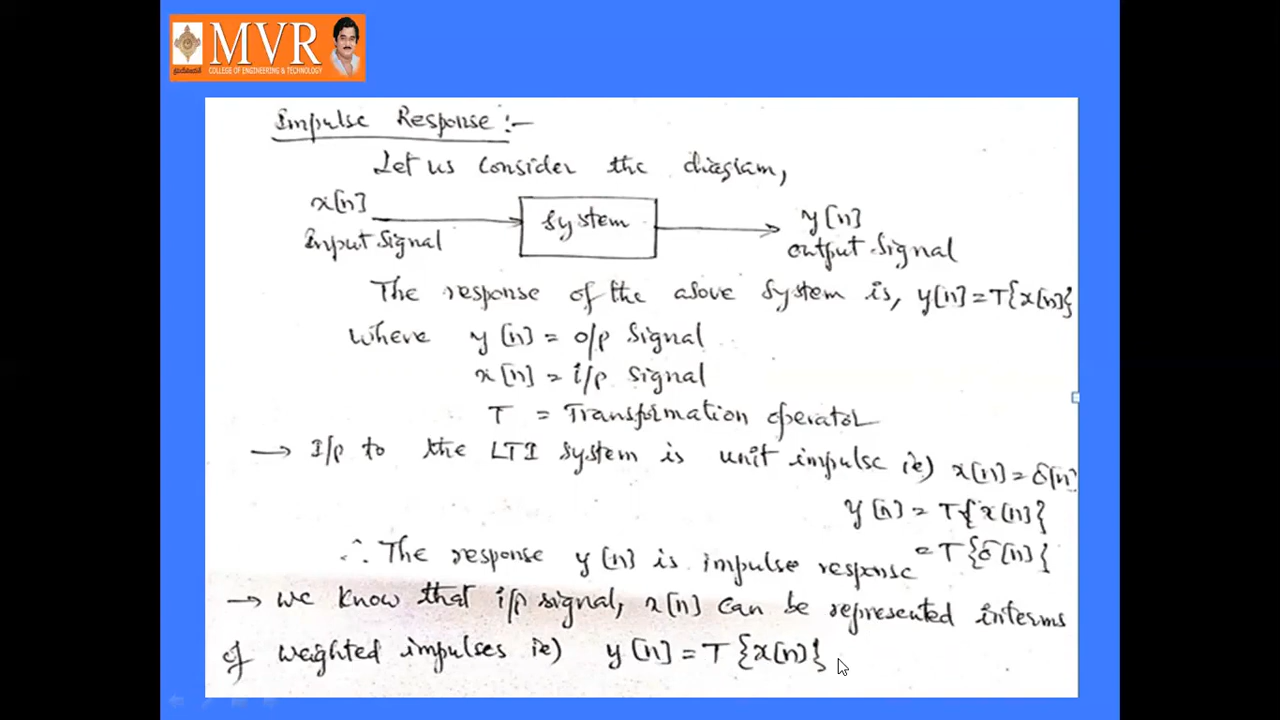 MVR
COLLEGE OF ENGINEERING & TECHNOLOGY
Impulse Response :-
Let us consider the diagram,
x[n]
Input Signal
System
y[n]
output Signal
The response of the above System is, y[n] = T{x[n]}
Where y[n] = o/p Signal
x[n] = i/p Signal
T = Transformation operator
→ I/p to the LTI System is unit impulse ie) x[n] = δ[n]
y[n] = T{x[n]}
= T{δ[n]}
∴ The response y[n] is impulse response
→ we know that i/p signal, x[n] can be represented interms
of weighted impulses ie) y[n] = T{x[n]}